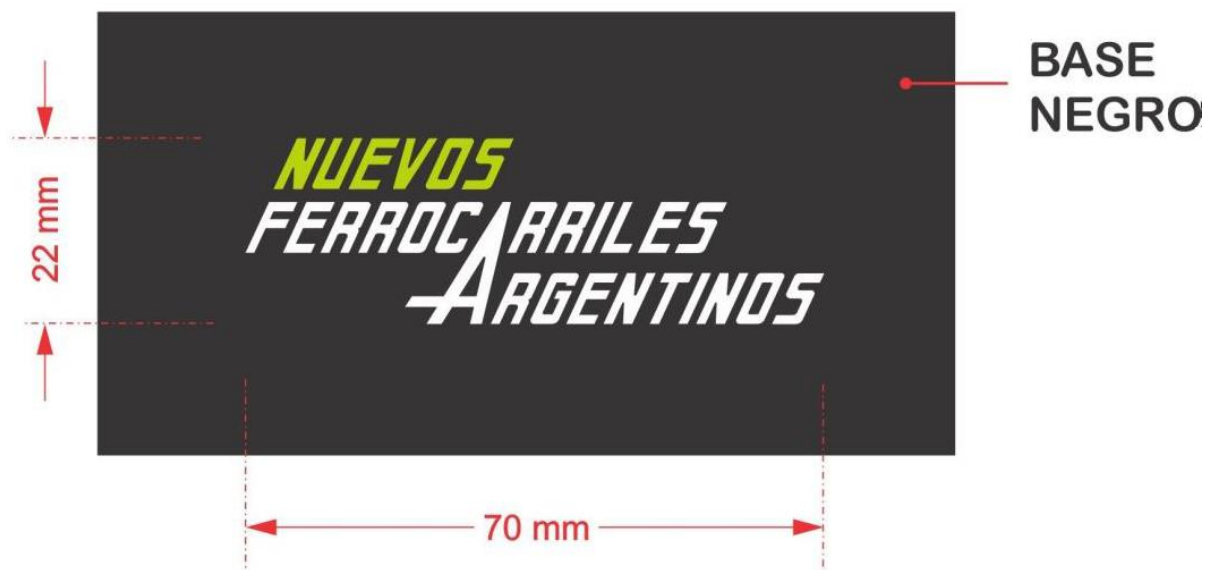 BASE
NEGRO
22 mm
NUEVOS
FERROCARRILES
ARGENTINOS
70 mm